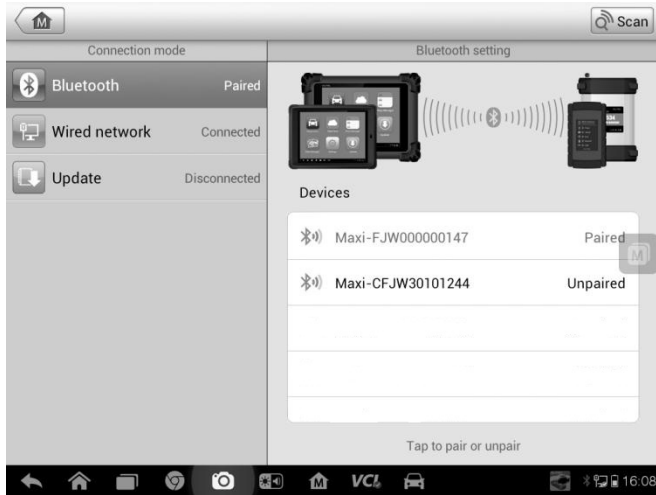 M
Scan
Connection mode
Bluetooth setting
Bluetooth Paired
Wired network Connected
Update Disconnected
Devices
Maxi-FJW000000147 Paired
M
Maxi-CFJW30101244 Unpaired
Tap to pair or unpair
M
VCI
16:08